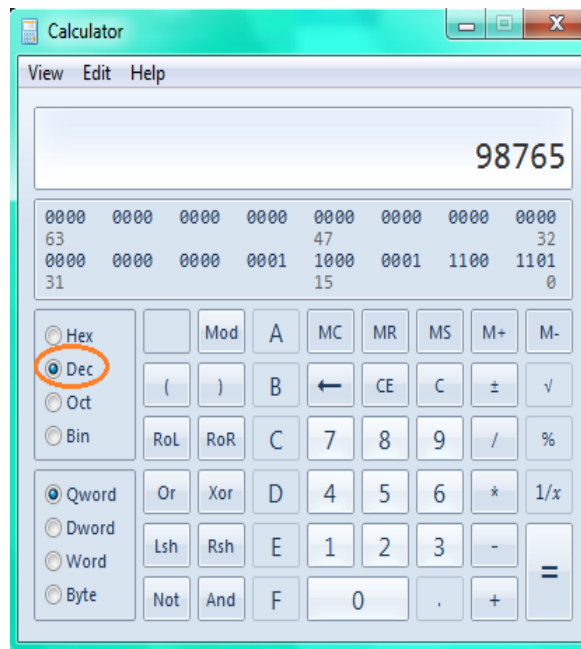 Calculator
View Edit Help
98765
0000 0000 0000 0000 0000 0000 0000 0000
63 47 32
0000 0000 0000 0001 1000 0001 1100 1101
31 15 0
Hex Mod A MC MR MS M+ M-
Dec ( ) B ← CE C ± √
Oct
Bin RoL RoR C 7 8 9 / %
Qword Or Xor D 4 5 6 * 1/x
Dword
Word Lsh Rsh E 1 2 3 - =
Byte Not And F 0 . +